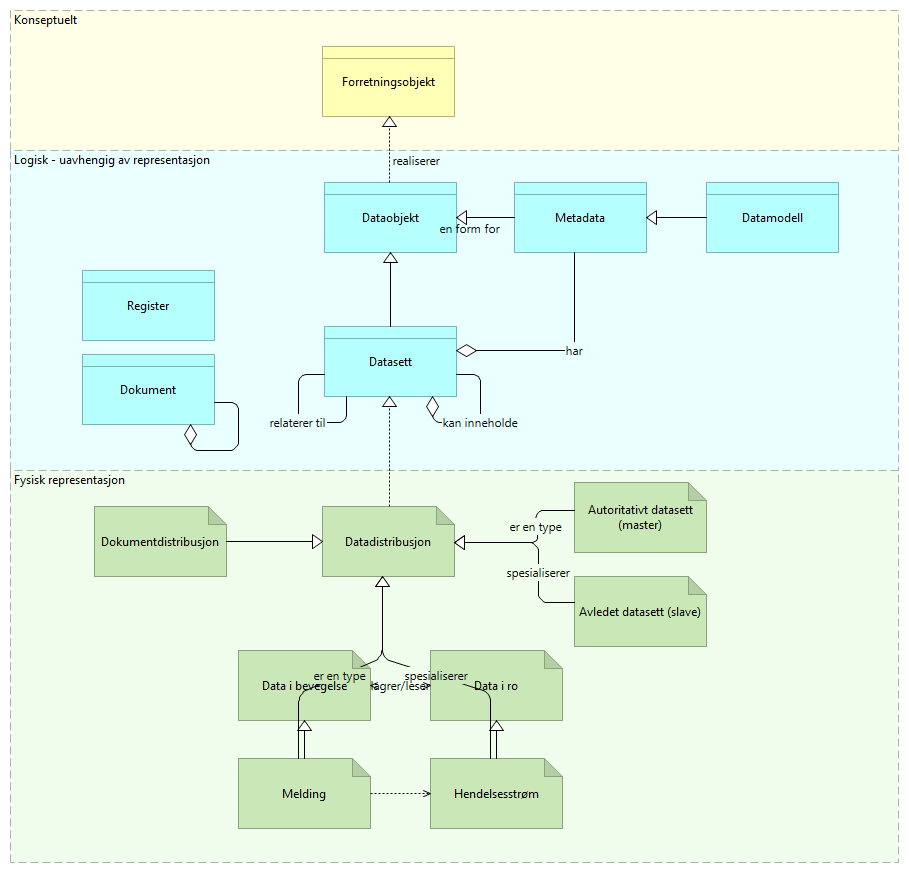 Konseptuelt
Forretningsobjekt
realiserer
Logisk - uavhengig av representasjon
Dataobjekt
en form for
Metadata
Datamodell
Register
Dokument
Datasett
har
relaterer til
kan inneholde
Fysisk representasjon
Dokumentdistribusjon
Datadistribusjon
er en type
spesialiserer
Autoritativt datasett
(master)
Avledet datasett (slave)
er en type
spesialiserer
Data i bevegelse
Data i ro
Melding
Hendelsesstrøm